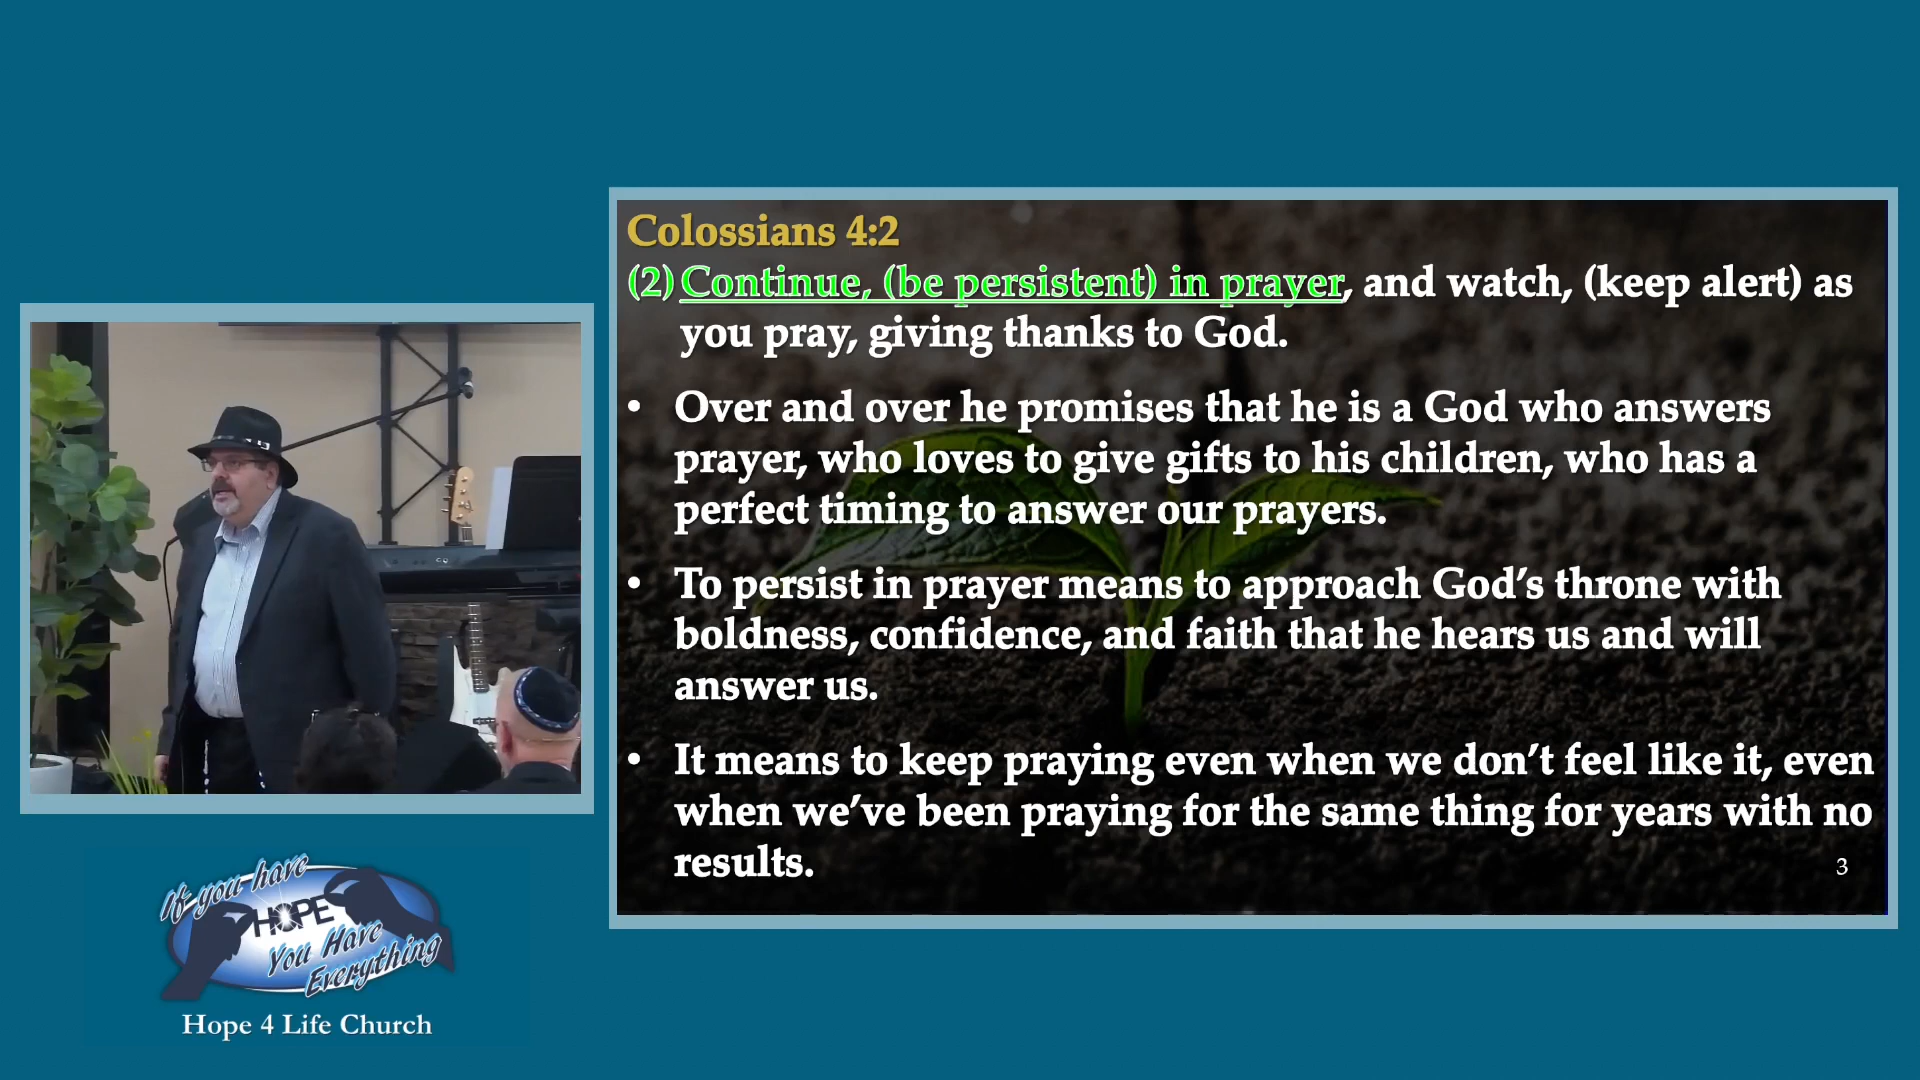 Colossians 4:2
(2) Continue, (be persistent) in prayer, and watch, (keep alert) as
you pray, giving thanks to God.
• Over and over he promises that he is a God who answers
prayer, who loves to give gifts to his children, who has a
perfect timing to answer our prayers.
• To persist in prayer means to approach God’s throne with
boldness, confidence, and faith that he hears us and will
answer us.
• It means to keep praying even when we don’t feel like it, even
when we’ve been praying for the same thing for years with no
results.
3
If you have
HOPE
You Have
Everything
Hope 4 Life Church